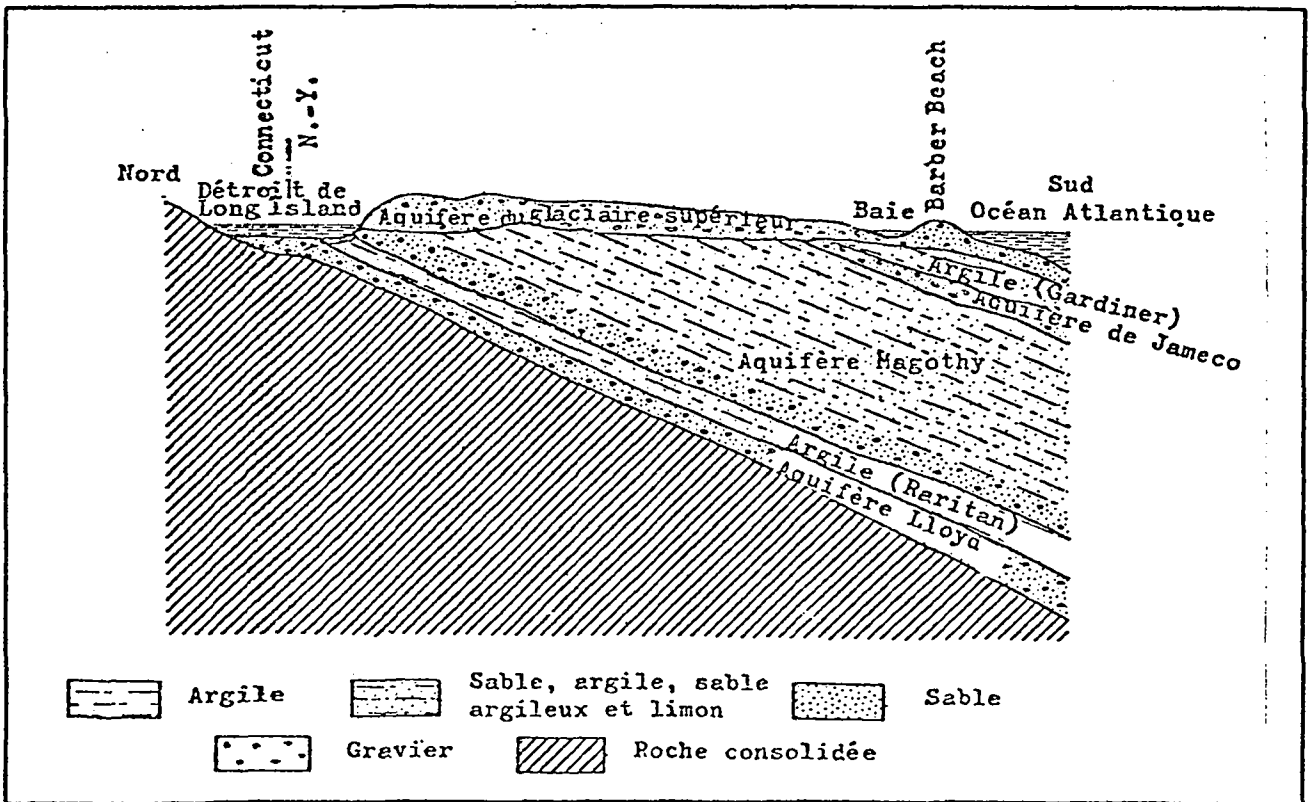 Connecticut
N.-Y.
Barber Beach
Nord
Détroit de
Long Island
Sud
Baie
Océan Atlantique
Aquifère du glaciaire supérieur
Argile (Gardiner)
Aquifère de Jameco
Aquifère Magothy
Argile (Raritan)
Aquifère Lloyd
Argile
Sable, argile, sable
argileux et limon
Sable
Gravier
Roche consolidée